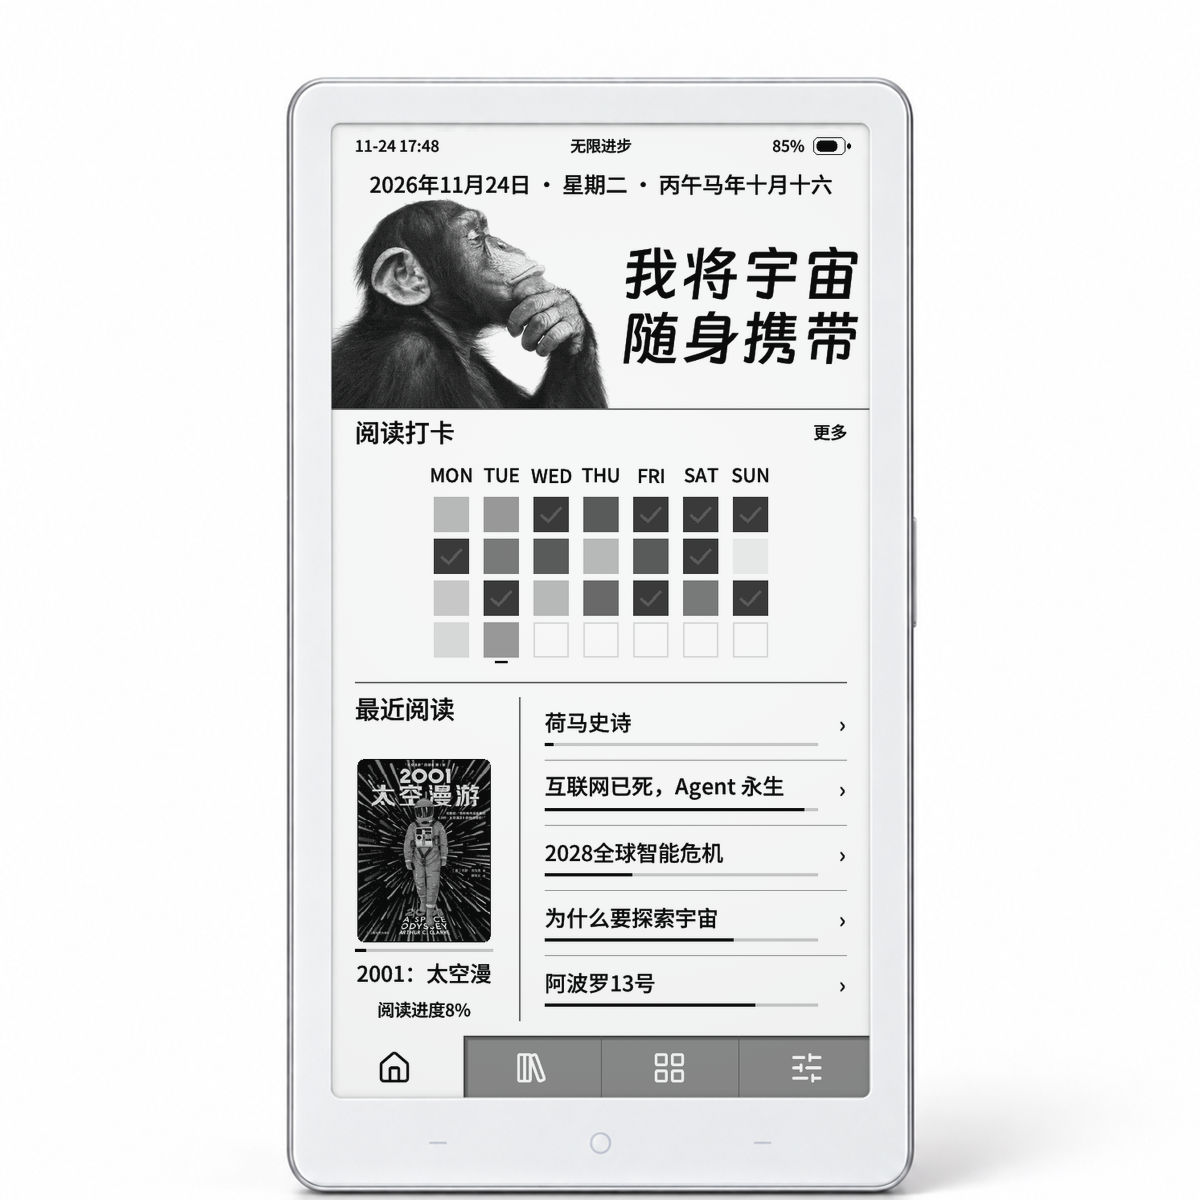 11-24 17:48 无限进步 85%
2026年11月24日 · 星期二 · 丙午马年十月十六
我将宇宙
随身携带
阅读打卡 更多
MON TUE WED THU FRI SAT SUN
最近阅读
2001
太空漫游
A SPACE
ODYSSEY
ARTHUR C. CLARKE
2001：太空漫
阅读进度8%
荷马史诗
互联网已死，Agent 永生
2028全球智能危机
为什么要探索宇宙
阿波罗13号